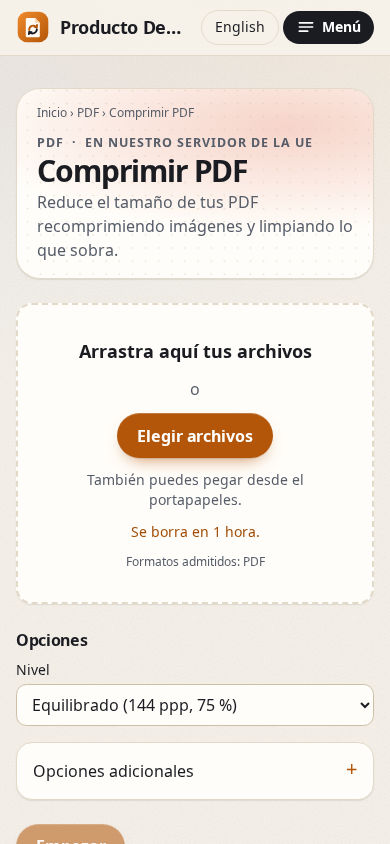 Producto De...
English
Menú
Inicio › PDF › Comprimir PDF
PDF · EN NUESTRO SERVIDOR DE LA UE
Comprimir PDF
Reduce el tamaño de tus PDF
recomprimiendo imágenes y limpiando lo
que sobra.
Arrastra aquí tus archivos
o
Elegir archivos
También puedes pegar desde el
portapapeles.
Se borra en 1 hora.
Formatos admitidos: PDF
Opciones
Nivel
Equilibrado (144 ppp, 75 %)
Opciones adicionales
+